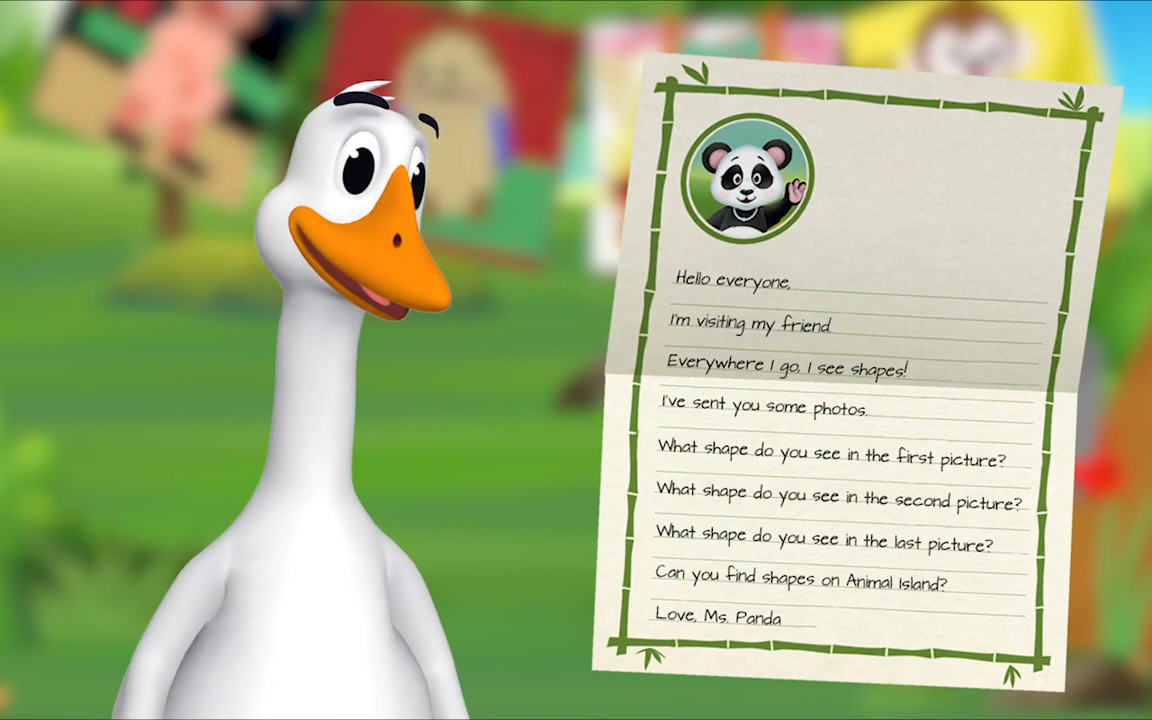 Hello everyone,
I'm visiting my friend.
Everywhere I go, I see shapes!
I've sent you some photos.
What shape do you see in the first picture?
What shape do you see in the second picture?
What shape do you see in the last picture?
Can you find shapes on Animal Island?
Love, Ms. Panda